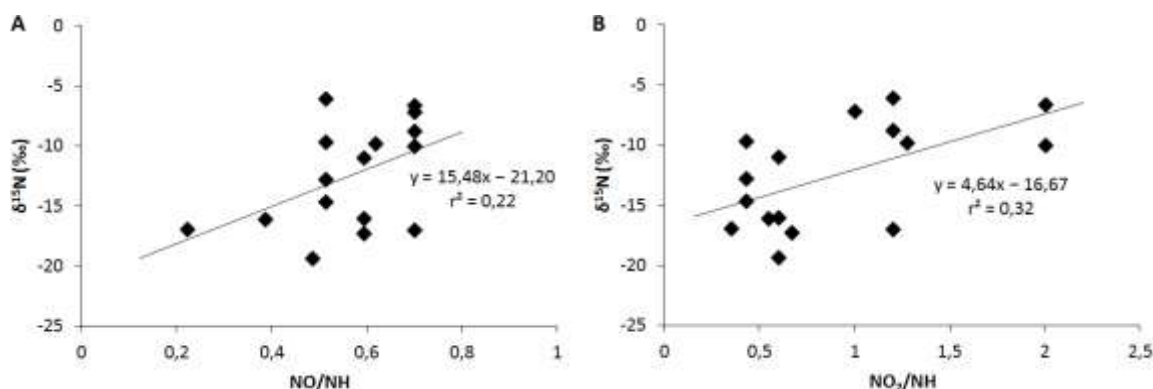 A
0
-5
-10
-15
-20
-25
δ¹⁵N (‰)
y = 15,48x − 21,20
r² = 0,22
0
0,2
0,4
0,6
0,8
1
NO/NH
B
0
-5
-10
-15
-20
-25
δ¹⁵N (‰)
y = 4,64x − 16,67
r² = 0,32
0
0,5
1
1,5
2
2,5
NO₂/NH